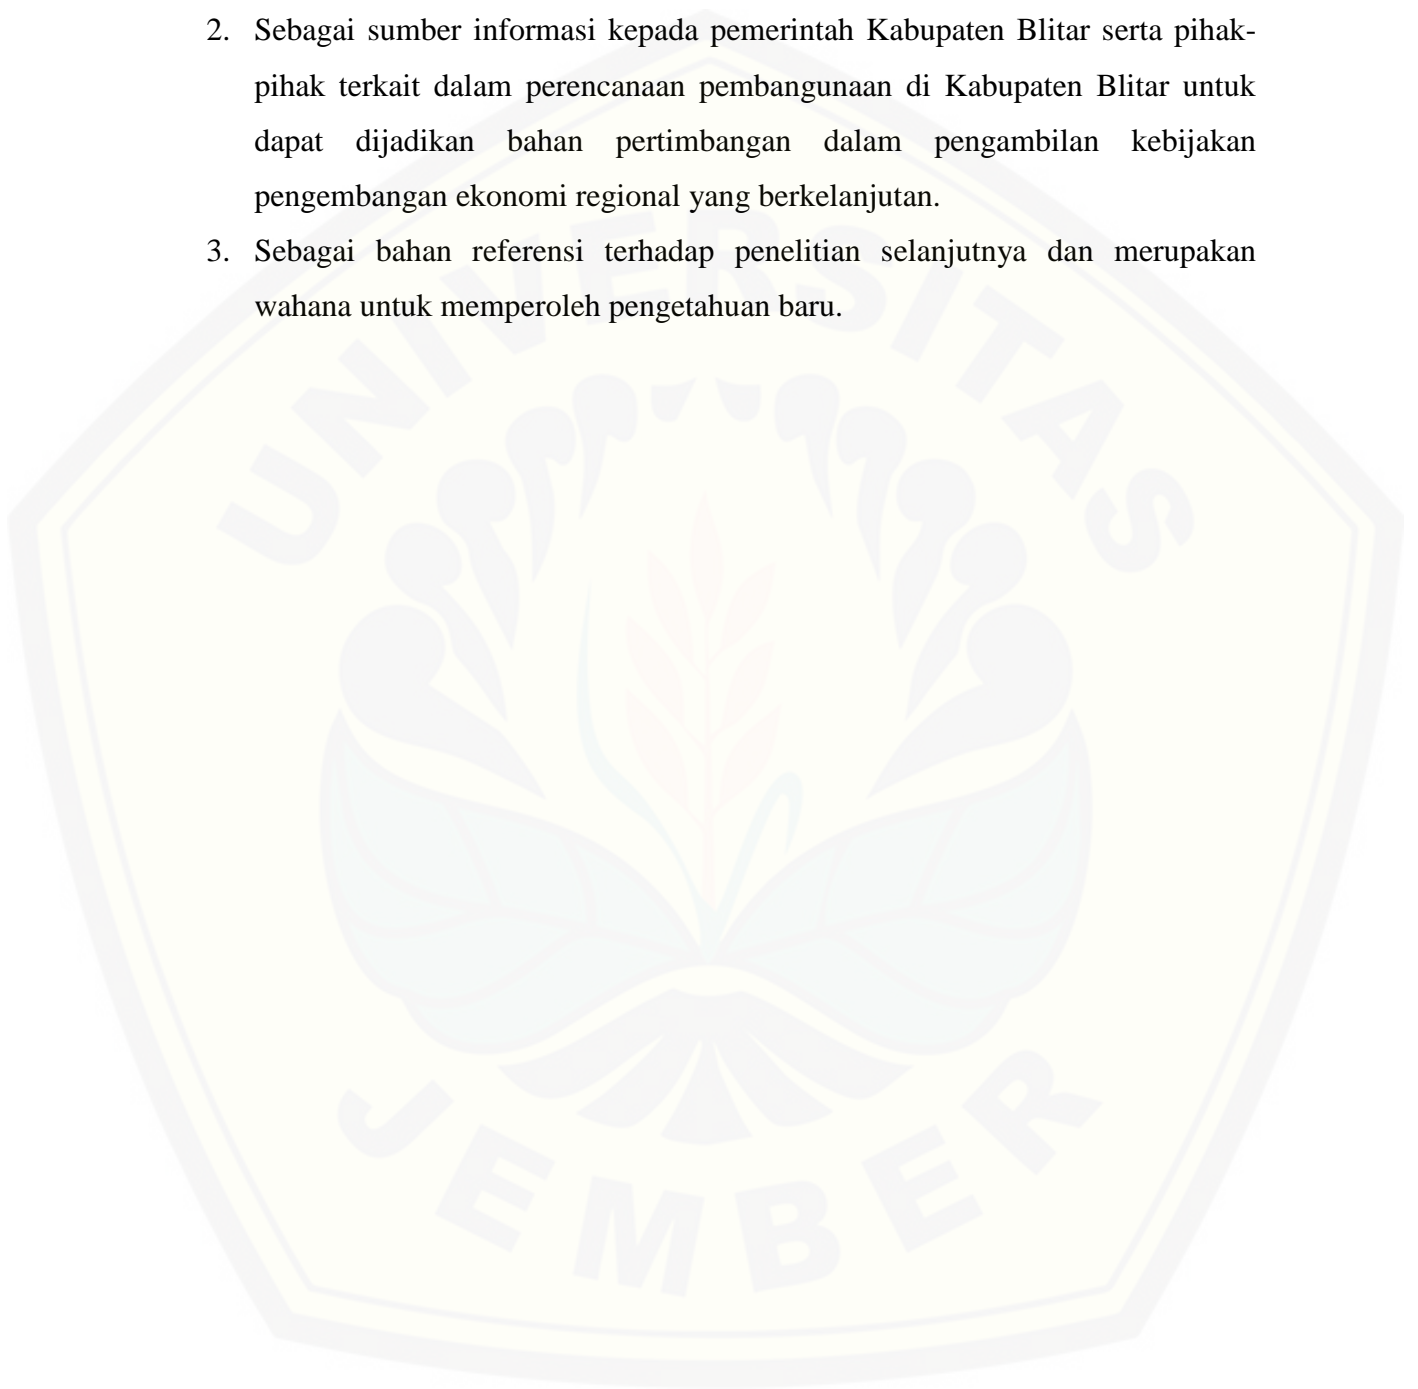 2. Sebagai sumber informasi kepada pemerintah Kabupaten Blitar serta pihak-
pihak terkait dalam perencanaan pembangunaan di Kabupaten Blitar untuk
dapat dijadikan bahan pertimbangan dalam pengambilan kebijakan
pengembangan ekonomi regional yang berkelanjutan.
3. Sebagai bahan referensi terhadap penelitian selanjutnya dan merupakan
wahana untuk memperoleh pengetahuan baru.
UNIVERSITAS
JEMBER